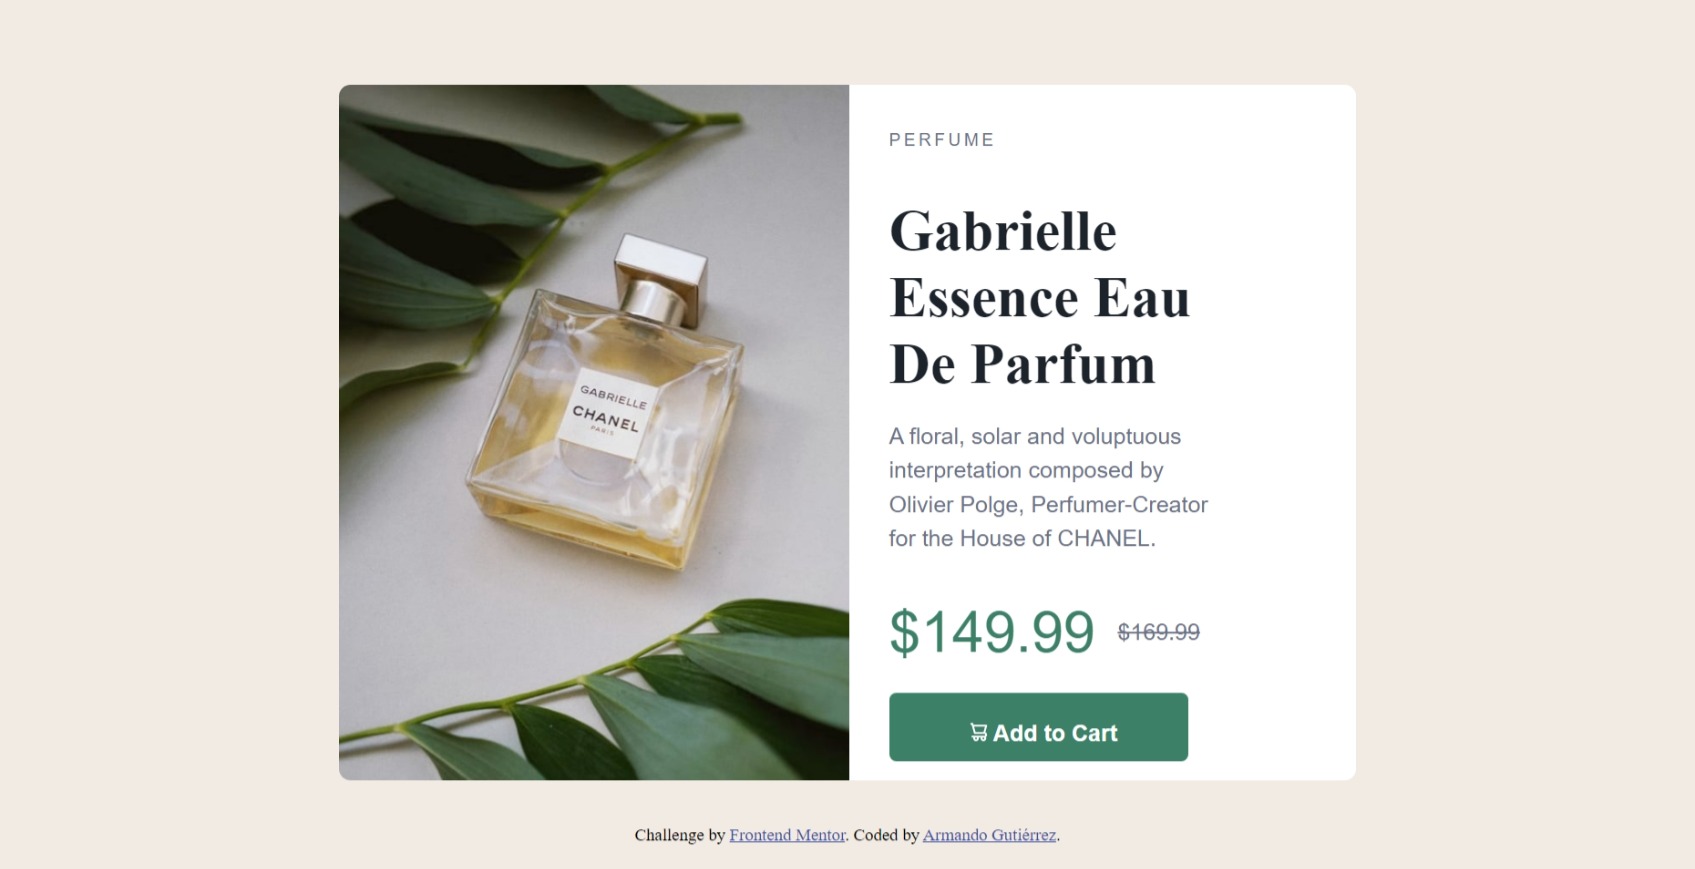 PERFUME
Gabrielle
Essence Eau
De Parfum
A floral, solar and voluptuous
interpretation composed by
Olivier Polge, Perfumer-Creator
for the House of CHANEL.
$149.99 $169.99
Add to Cart
GABRIELLE
CHANEL
PARIS
Challenge by Frontend Mentor. Coded by Armando Gutiérrez.